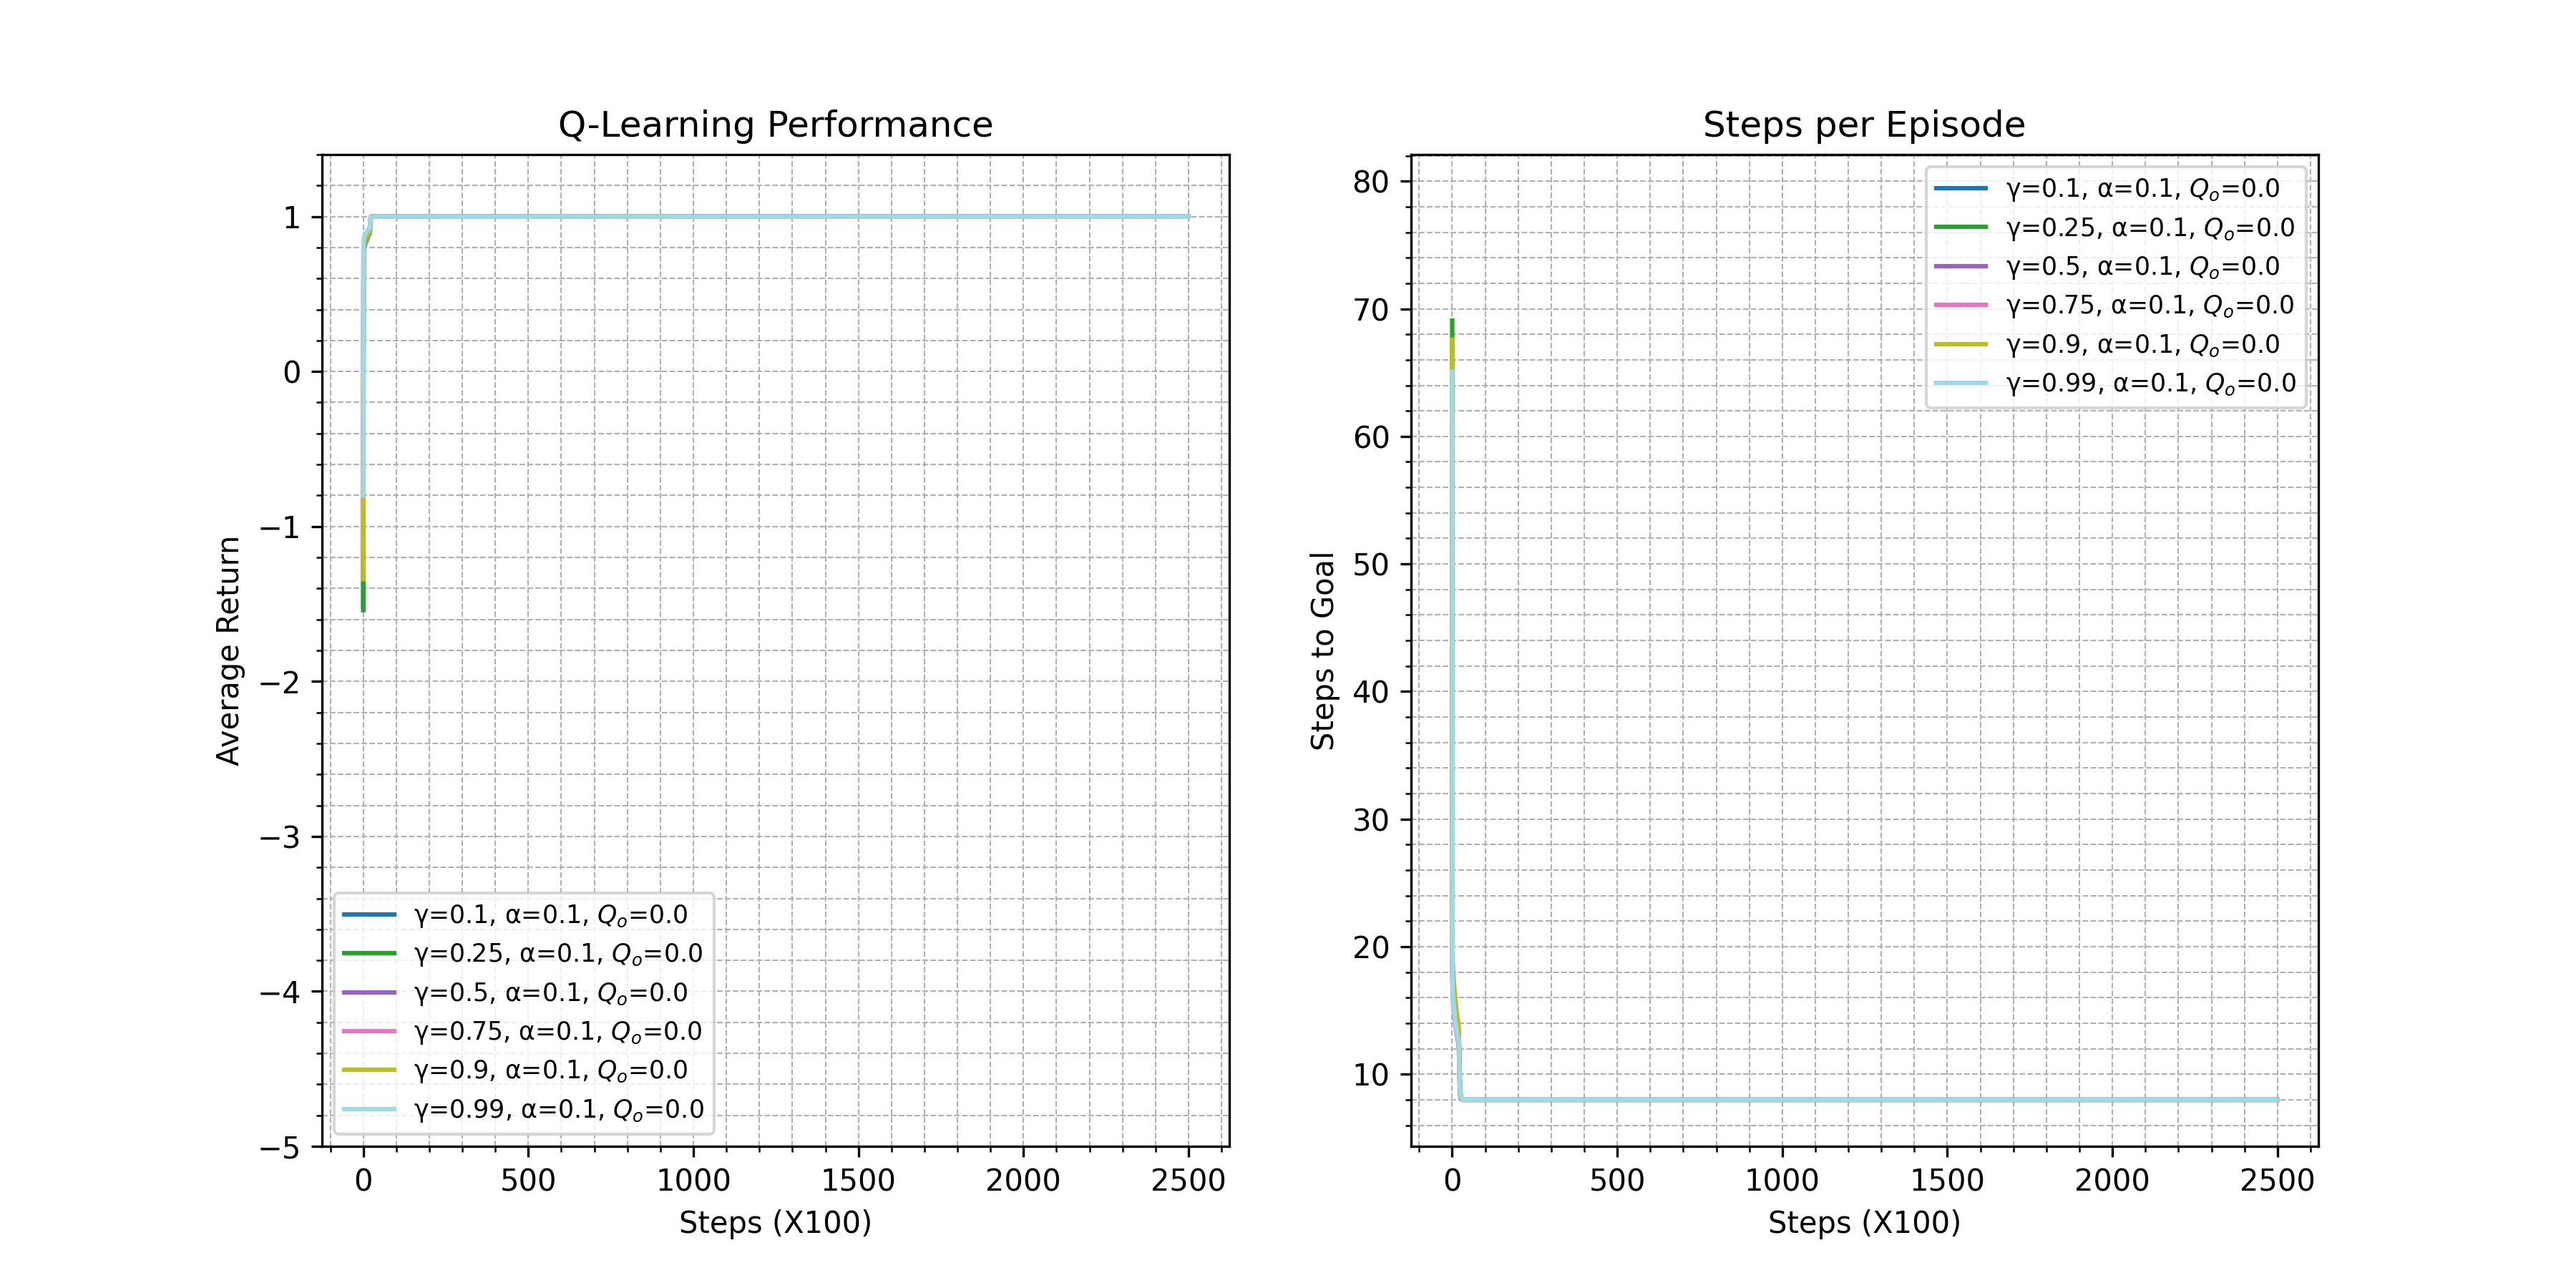 Q-Learning Performance
1
0
−1
−2
−3
−4
−5
Average Return
γ=0.1, α=0.1, Qₒ=0.0
γ=0.25, α=0.1, Qₒ=0.0
γ=0.5, α=0.1, Qₒ=0.0
γ=0.75, α=0.1, Qₒ=0.0
γ=0.9, α=0.1, Qₒ=0.0
γ=0.99, α=0.1, Qₒ=0.0
0 500 1000 1500 2000 2500
Steps (X100)
Steps per Episode
80
70
60
50
40
30
20
10
Steps to Goal
γ=0.1, α=0.1, Qₒ=0.0
γ=0.25, α=0.1, Qₒ=0.0
γ=0.5, α=0.1, Qₒ=0.0
γ=0.75, α=0.1, Qₒ=0.0
γ=0.9, α=0.1, Qₒ=0.0
γ=0.99, α=0.1, Qₒ=0.0
0 500 1000 1500 2000 2500
Steps (X100)